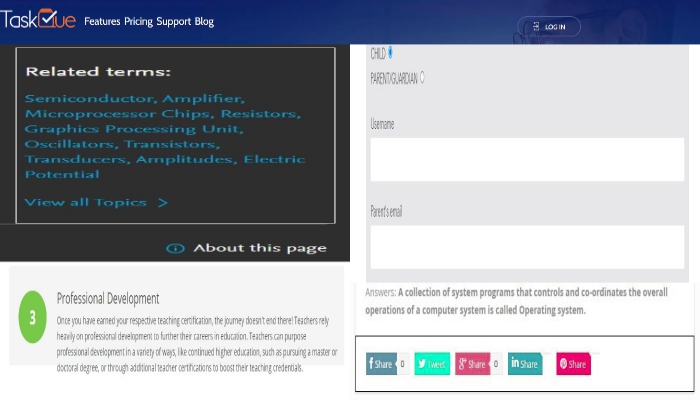 TaskQue Features Pricing Support Blog
LOG IN
Related terms:
Semiconductor, Amplifier,
Microprocessor Chips, Resistors,
Graphics Processing Unit,
Oscillators, Transistors,
Transducers, Amplitudes, Electric
Potential
View all Topics >
About this page
CHILD
PARENT/GUARDIAN
Username
Parent's email
3
Professional Development
Once you have earned your respective teaching certification, the journey doesn't end there! Teachers rely
heavily on professional development to further their careers in education. Teachers can pursue
professional development in a variety of ways, like continued higher education, such as pursuing a master or
doctoral degree, or through additional teacher certifications to boost their teaching credentials.
Answers: A collection of system programs that controls and co-ordinates the overall
operations of a computer system is called Operating system.
f Share 0 Tweet g+ Share 0 in Share Share